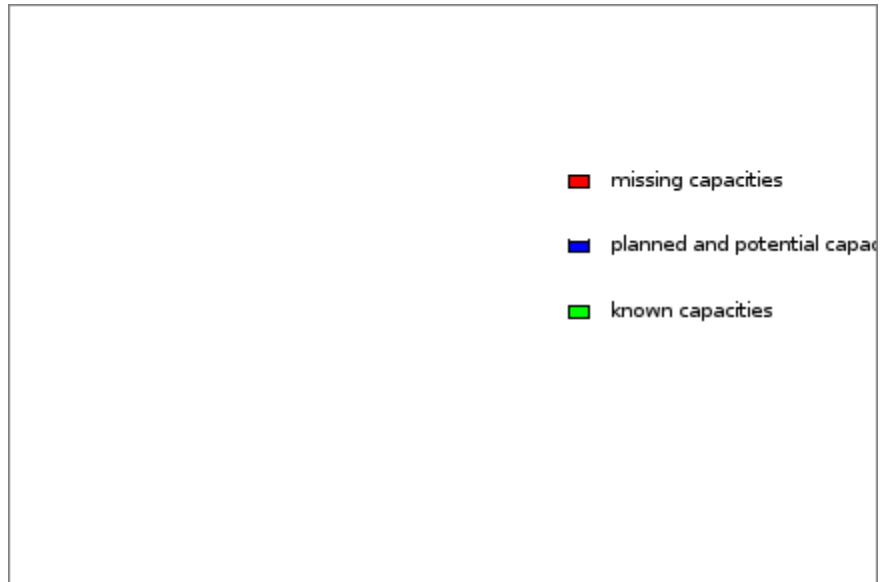 missing capacities
planned and potential capac
known capacities